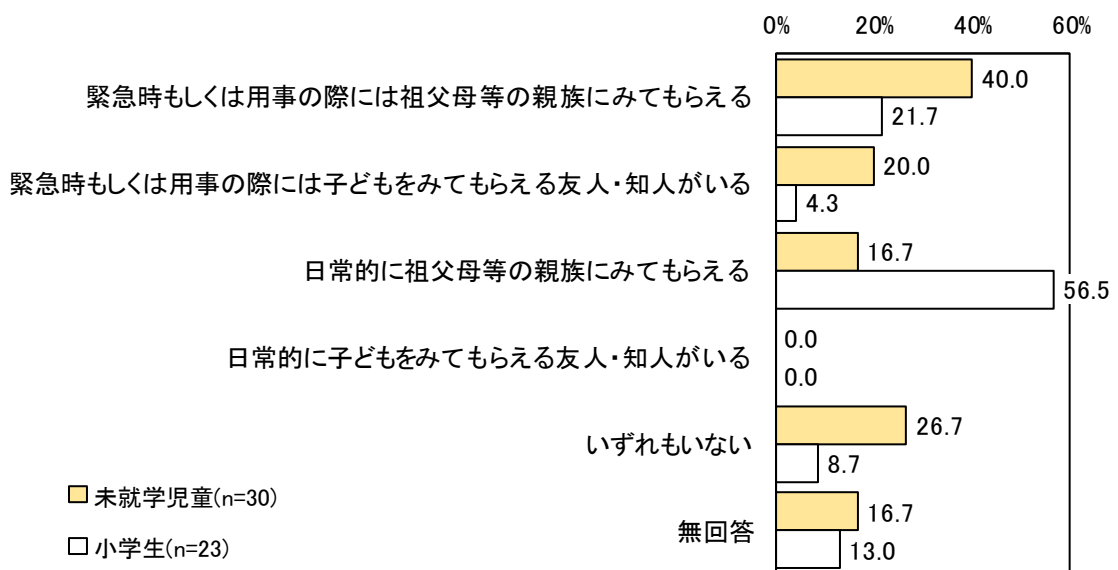 0% 20% 40% 60%
緊急時もしくは用事の際には祖父母等の親族にみてもらえる
40.0
21.7
緊急時もしくは用事の際には子どもをみてもらえる友人・知人がいる
20.0
4.3
日常的に祖父母等の親族にみてもらえる
16.7
56.5
日常的に子どもをみてもらえる友人・知人がいる
0.0
0.0
いずれもいない
26.7
8.7
無回答
16.7
13.0
未就学児童(n=30)
小学生(n=23)